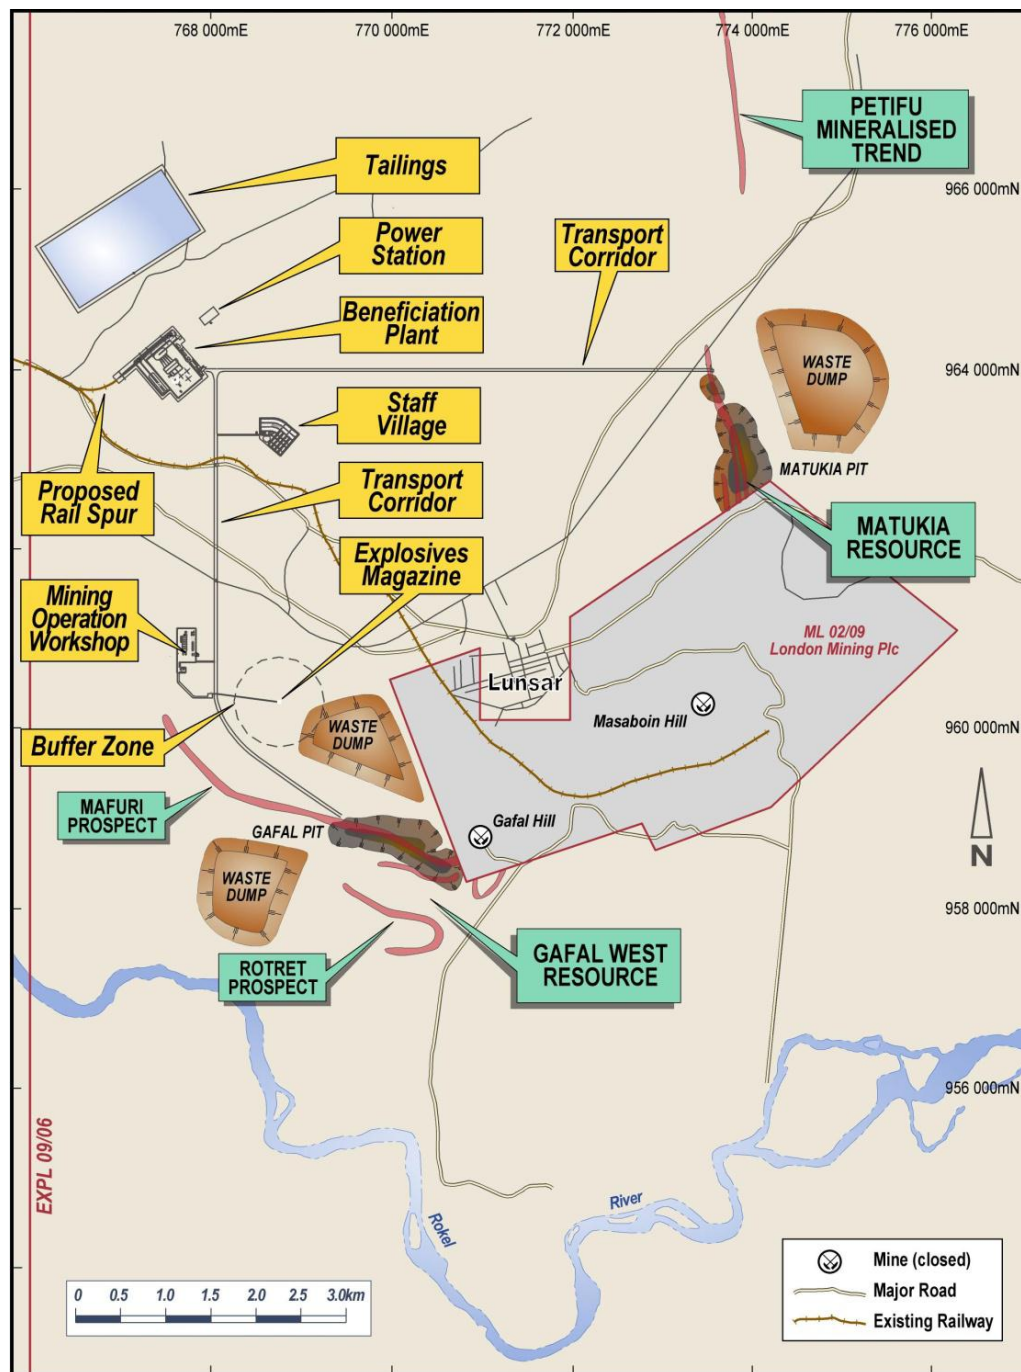 768 000mE
770 000mE
772 000mE
774 000mE
776 000mE
PETIFU
MINERALISED
TREND
Tailings
966 000mN
Power
Station
Transport
Corridor
Beneficiation
Plant
WASTE
DUMP
964 000mN
Staff
Village
MATUKIA PIT
Proposed
Rail Spur
Transport
Corridor
MATUKIA
RESOURCE
Explosives
Magazine
Mining
Operation
Workshop
ML 02/09
London Mining Plc
Lunsar
Masaboin Hill
WASTE
DUMP
960 000mN
Buffer Zone
MAFURI
PROSPECT
GAFAL PIT
Gafal Hill
N
WASTE
DUMP
958 000mN
GAFAL WEST
RESOURCE
ROTRET
PROSPECT
956 000mN
EXPL 09/06
River
Rokel
Mine (closed)
Major Road
Existing Railway
0 0.5 1.0 1.5 2.0 2.5 3.0km